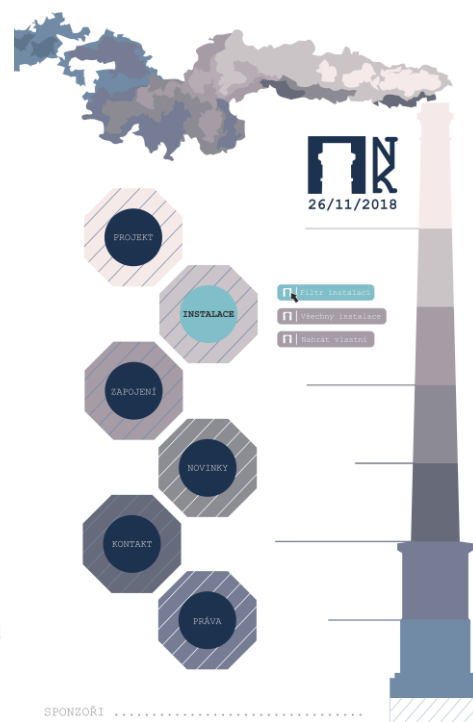 NK
26/11/2018
PROJEKT
INSTALACE
Filtr instalací
Všechny instalace
Nahrát vlastní
ZAPOJENÍ
NOVINKY
KONTAKT
PRÁVA
SPONZOŘI ................................